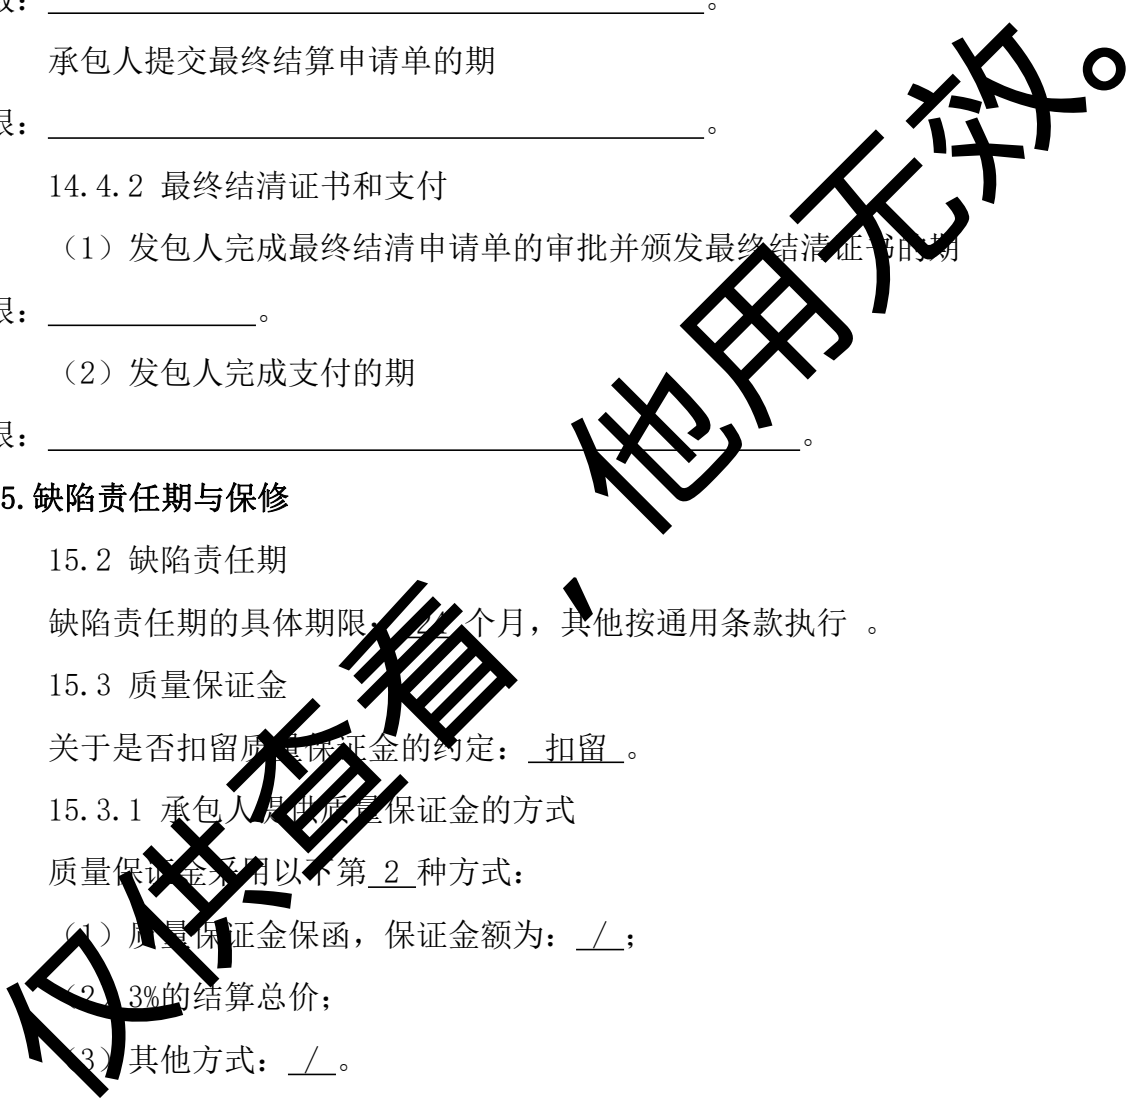 承包人提交最终结算申请单的期
限：                    。
14.4.2 最终结清证书和支付
（1）发包人完成最终结清申请单的审批并颁发最终结清证书的期
限：          。
（2）发包人完成支付的期
限：                    。
5.缺陷责任期与保修
15.2 缺陷责任期
缺陷责任期的具体期限：24 个月，其他按通用条款执行 。
15.3 质量保证金
关于是否扣留质量保证金的约定： 扣留 。
15.3.1 承包人提供质量保证金的方式
质量保证金采用以下第 2 种方式：
（1）质量保证金保函，保证金额为： / ；
（2）3%的结算总价；
（3）其他方式： / 。
仅供查看，他用无效。